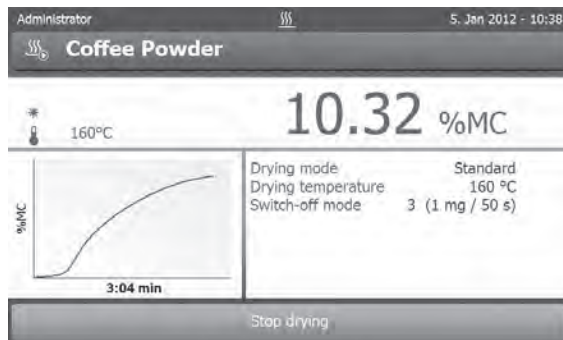 Administrator 5. Jan 2012 - 10:38
Coffee Powder
160°C
10.32 %MC
%MC
3:04 min
Drying mode Standard
Drying temperature 160 °C
Switch-off mode 3 (1 mg / 50 s)
Stop drying